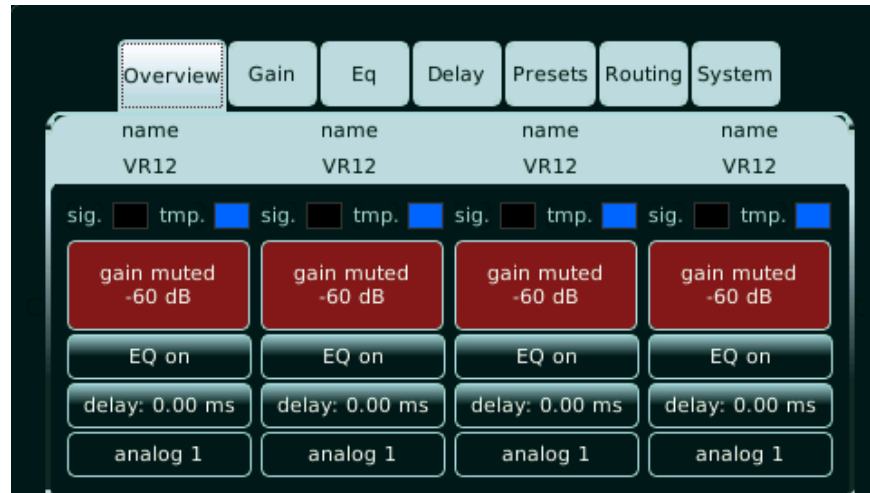 Overview Gain Eq Delay Presets Routing System
name name name name
VR12 VR12 VR12 VR12
sig. tmp. sig. tmp. sig. tmp. sig. tmp.
gain muted gain muted gain muted gain muted
-60 dB -60 dB -60 dB -60 dB
EQ on EQ on EQ on EQ on
delay: 0.00 ms delay: 0.00 ms delay: 0.00 ms delay: 0.00 ms
analog 1 analog 1 analog 1 analog 1